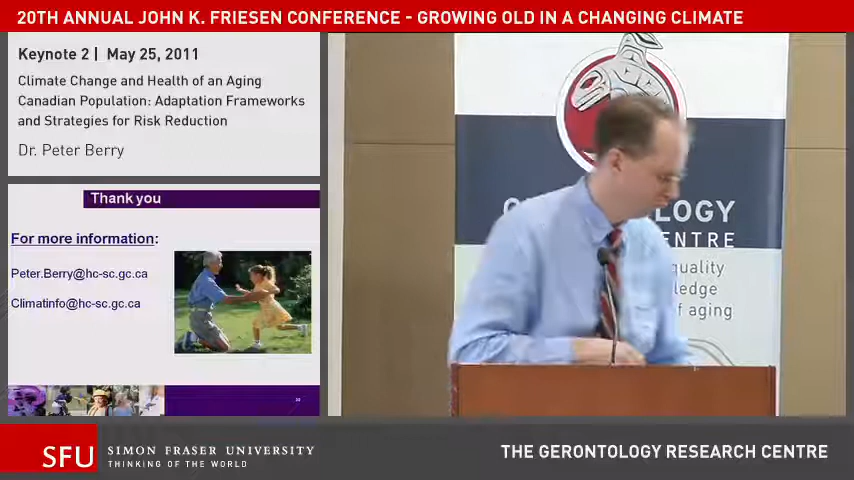 20TH ANNUAL JOHN K. FRIESEN CONFERENCE - GROWING OLD IN A CHANGING CLIMATE
Keynote 2 | May 25, 2011
Climate Change and Health of an Aging
Canadian Population: Adaptation Frameworks
and Strategies for Risk Reduction
Dr. Peter Berry
Thank you
For more information:
Peter.Berry@hc-sc.gc.ca
Climatinfo@hc-sc.gc.ca
LOGY
ENTRE
quality
ledge
of aging
SFU
SIMON FRASER UNIVERSITY
THINKING OF THE WORLD
THE GERONTOLOGY RESEARCH CENTRE